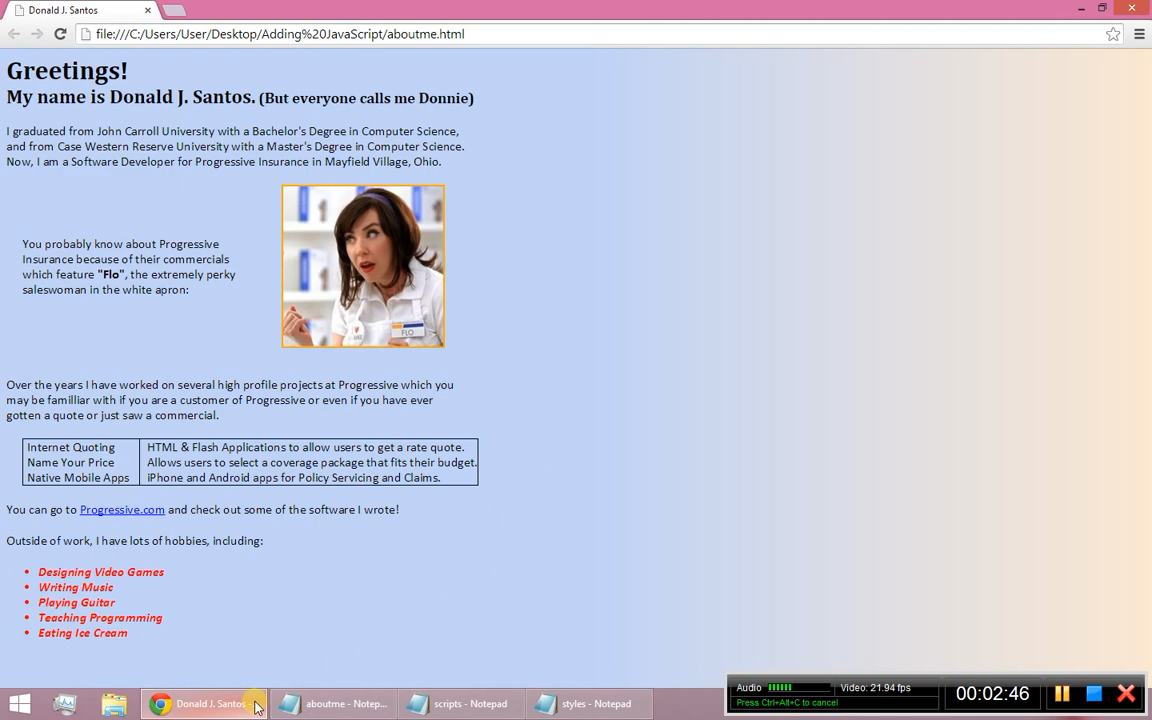 Donald J. Santos
file:///C:/Users/User/Desktop/Adding%20JavaScript/aboutme.html
Greetings!
My name is Donald J. Santos. (But everyone calls me Donnie)
I graduated from John Carroll University with a Bachelor's Degree in Computer Science,
and from Case Western Reserve University with a Master's Degree in Computer Science.
Now, I am a Software Developer for Progressive Insurance in Mayfield Village, Ohio.
You probably know about Progressive
Insurance because of their commercials
which feature "Flo", the extremely perky
saleswoman in the white apron:
FLO
Over the years I have worked on several high profile projects at Progressive which you
may be familliar with if you are a customer of Progressive or even if you have ever
gotten a quote or just saw a commercial.
Internet Quoting HTML & Flash Applications to allow users to get a rate quote.
Name Your Price Allows users to select a coverage package that fits their budget.
Native Mobile Apps iPhone and Android apps for Policy Servicing and Claims.
You can go to Progressive.com and check out some of the software I wrote!
Outside of work, I have lots of hobbies, including:
• Designing Video Games
• Writing Music
• Playing Guitar
• Teaching Programming
• Eating Ice Cream
Donald J. Santos - aboutme - Notep... scripts - Notepad styles - Notepad
Audio Video: 21.94 fps 00:02:46
Press Ctrl+Alt+C to cancel